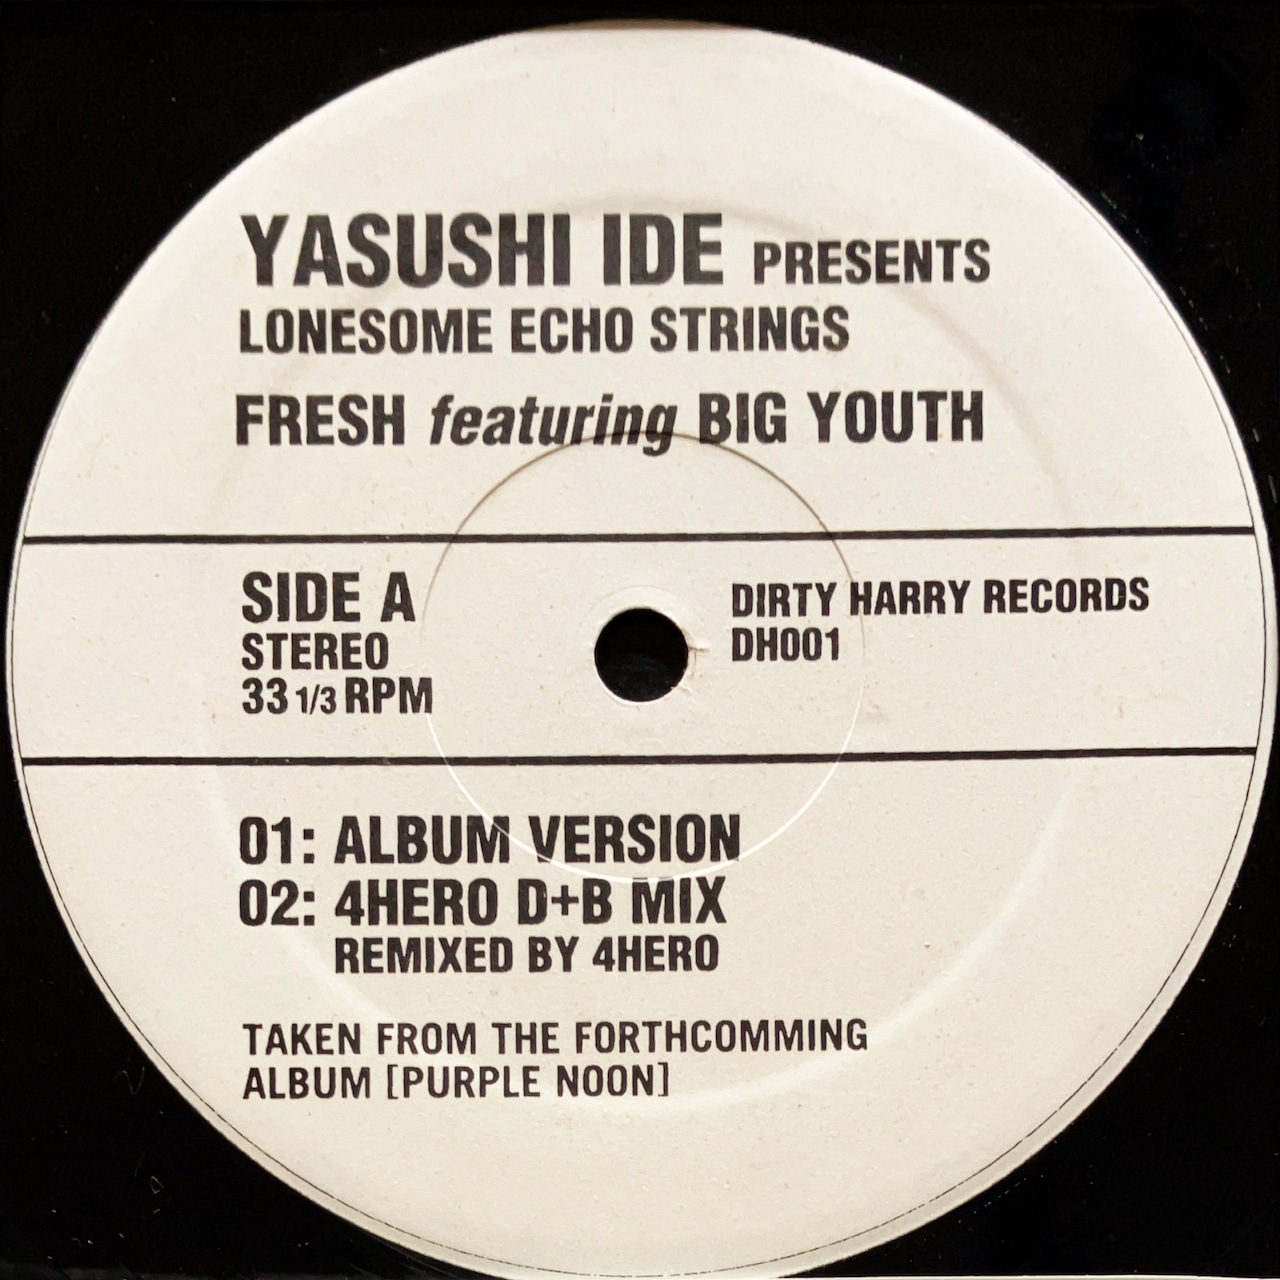 YASUSHI IDE PRESENTS
LONESOME ECHO STRINGS
FRESH featuring BIG YOUTH
SIDE A
STEREO
33 1/3 RPM
DIRTY HARRY RECORDS
DH001
01: ALBUM VERSION
02: 4HERO D+B MIX
REMIXED BY 4HERO
TAKEN FROM THE FORTHCOMMING
ALBUM [PURPLE NOON]